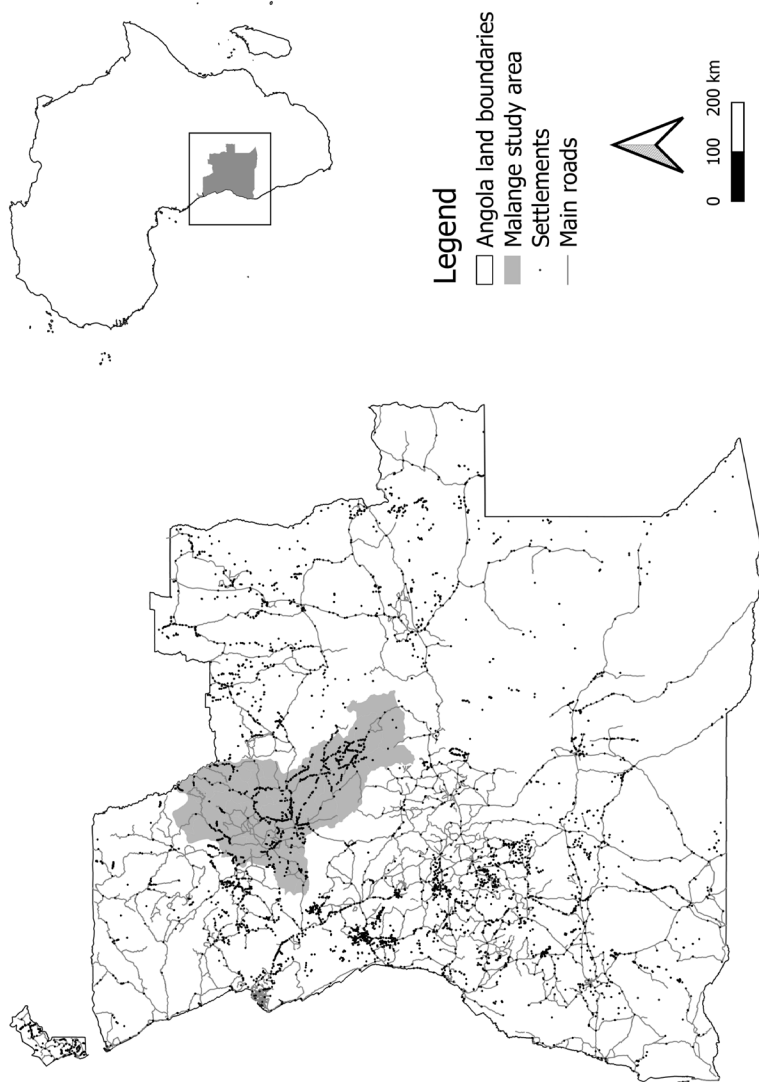 Legend
Angola land boundaries
Malange study area
Settlements
Main roads
0 100 200 km